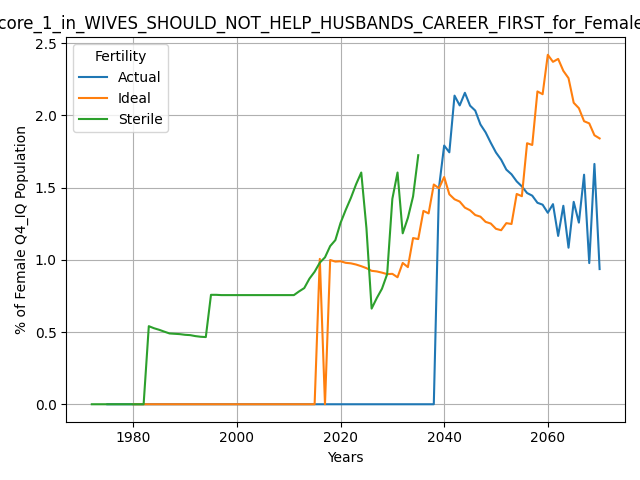 core_1_in_WIVES_SHOULD_NOT_HELP_HUSBANDS_CAREER_FIRST_for_Female
Fertility
Actual
Ideal
Sterile
% of Female Q4_IQ Population
2.5
2.0
1.5
1.0
0.5
0.0
1980 2000 2020 2040 2060
Years